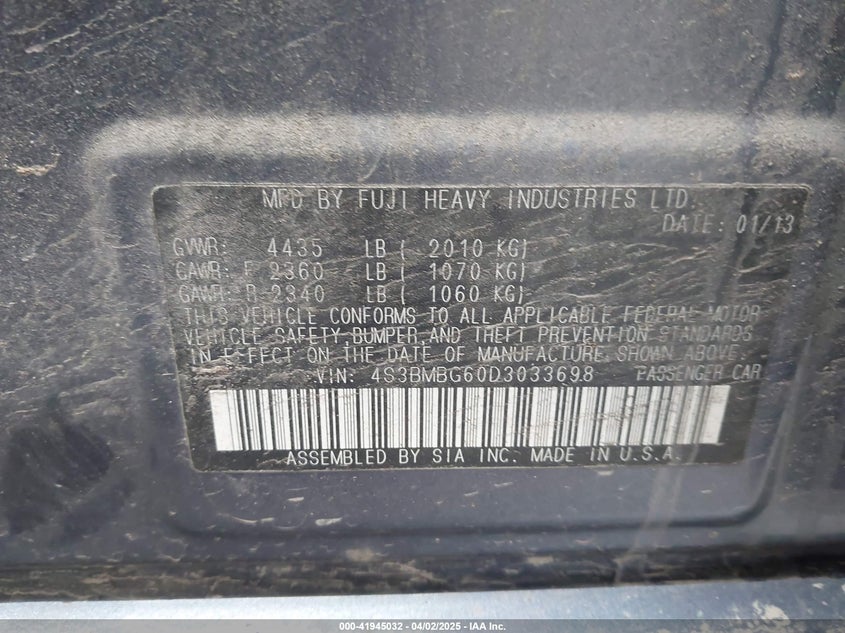 MFD BY FUJI HEAVY INDUSTRIES LTD.
DATE: 01/13
GVWR: 4435 LB ( 2010 KG)
GAWR: F 2360 LB ( 1070 KG)
GAWR: R 2340 LB ( 1060 KG)
THIS VEHICLE CONFORMS TO ALL APPLICABLE FEDERAL MOTOR
VEHICLE SAFETY,BUMPER,AND THEFT PREVENTION STANDARDS
IN EFFECT ON THE DATE OF MANUFACTURE SHOWN ABOVE.
VIN: 4S3BMBG60D3033698 PASSENGER CAR
ASSEMBLED BY SIA INC. MADE IN U.S.A.
000-41945032 - 04/02/2025 - IAA Inc.